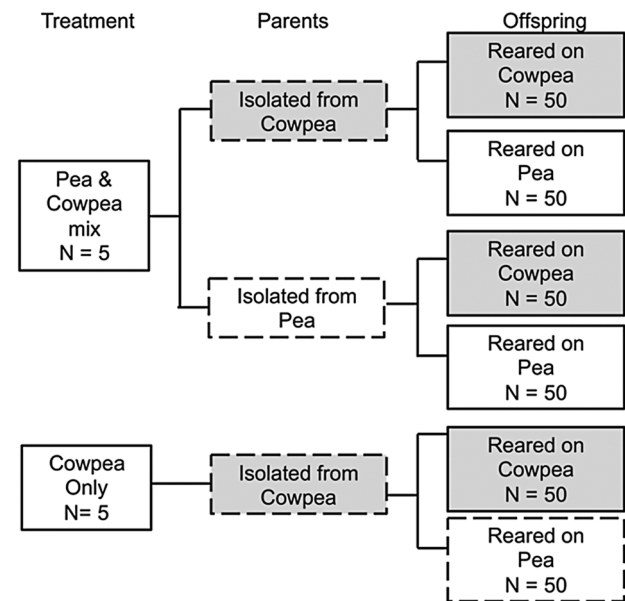 Treatment
Parents
Offspring
Pea &
Cowpea
mix
N = 5
Isolated from
Cowpea
Reared on
Cowpea
N = 50
Reared on
Pea
N = 50
Isolated from
Pea
Reared on
Cowpea
N = 50
Reared on
Pea
N = 50
Cowpea
Only
N= 5
Isolated from
Cowpea
Reared on
Cowpea
N = 50
Reared on
Pea
N = 50